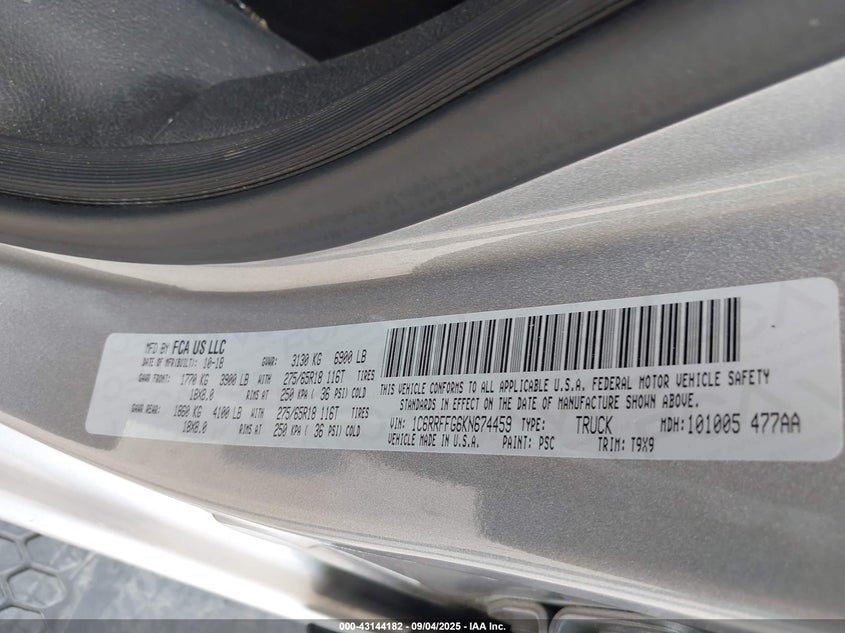 MFD BY FCA US LLC
DATE OF MFR(BUILT): 10-18 GVWR: 3130 KG 6900 LB
GAWR FRONT: 1770 KG 3900 LB WITH 275/65R18 116T TIRES
18X8.0 RIMS AT 250 KPA ( 36 PSI) COLD
GAWR REAR: 1860 KG 4100 LB WITH 275/65R18 116T TIRES
18X8.0 RIMS AT 250 KPA ( 36 PSI) COLD
THIS VEHICLE CONFORMS TO ALL APPLICABLE U.S.A. FEDERAL MOTOR VEHICLE SAFETY
STANDARDS IN EFFECT ON THE DATE OF MANUFACTURE SHOWN ABOVE.
VIN: 1C6RRFFG6KN674459 TYPE: TRUCK MDH:101005 477AA
VEHICLE MADE IN U.S.A. PAINT: PSC TRIM: T9X9
000-43144182 - 09/04/2025 - IAA Inc.